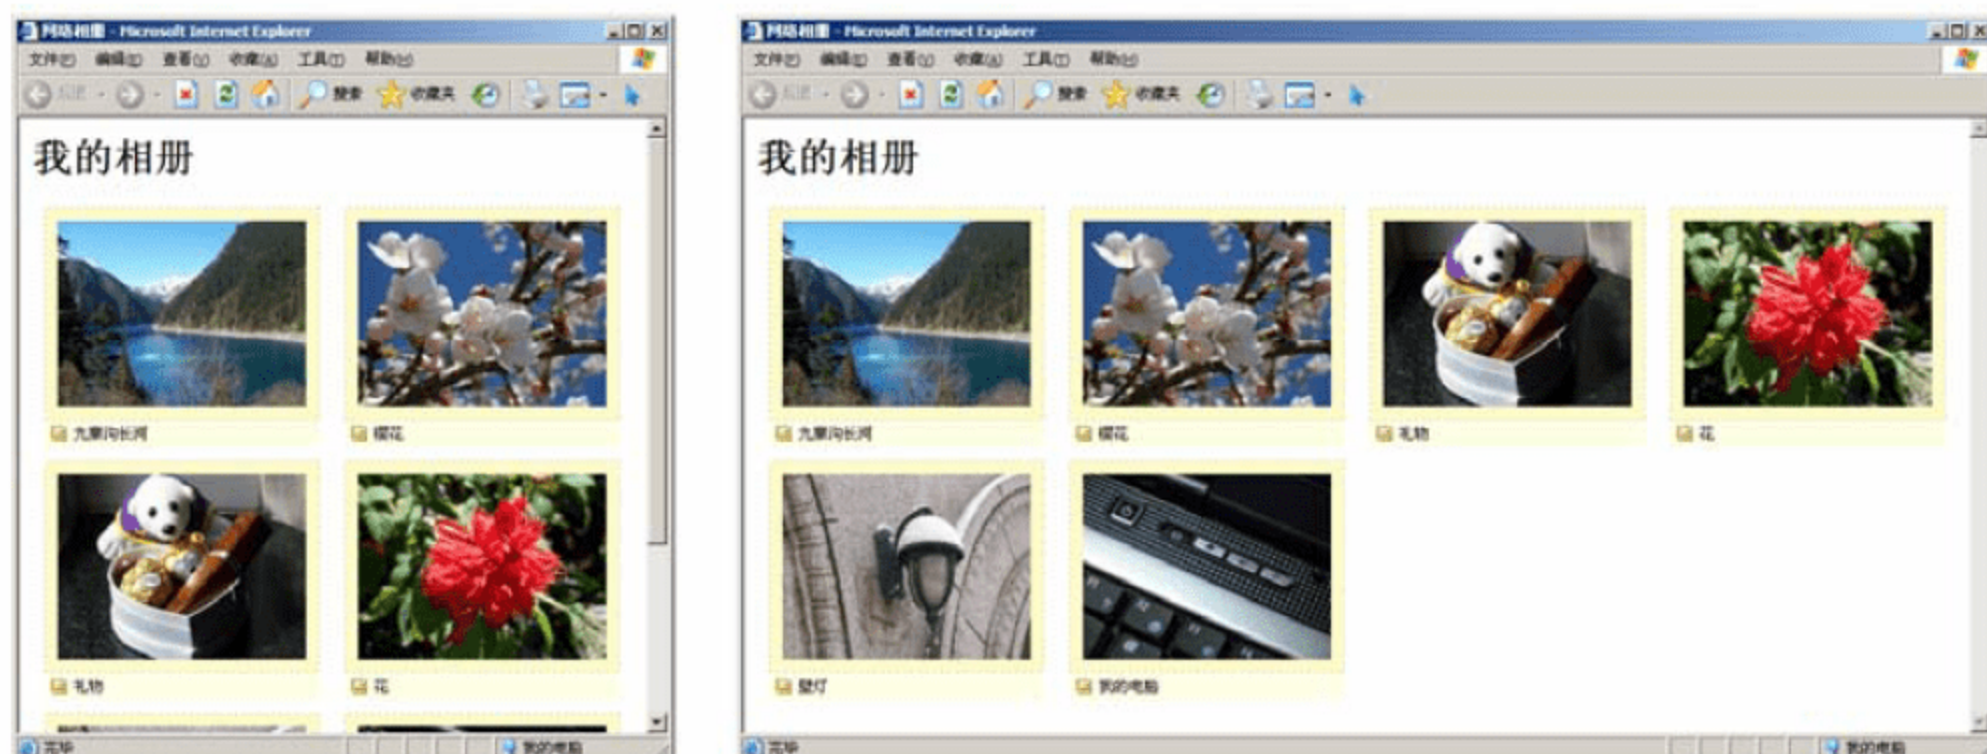 网络相册 - Microsoft Internet Explorer
文件(F) 编辑(E) 查看(V) 收藏(A) 工具(T) 帮助(H)
后退 搜索 收藏夹
我的相册
九寨沟长河 樱花
礼物 花
完毕 我的电脑
网络相册 - Microsoft Internet Explorer
文件(F) 编辑(E) 查看(V) 收藏(A) 工具(T) 帮助(H)
后退 搜索 收藏夹
我的相册
九寨沟长河 樱花 礼物 花
壁灯 我的电脑
完毕 我的电脑